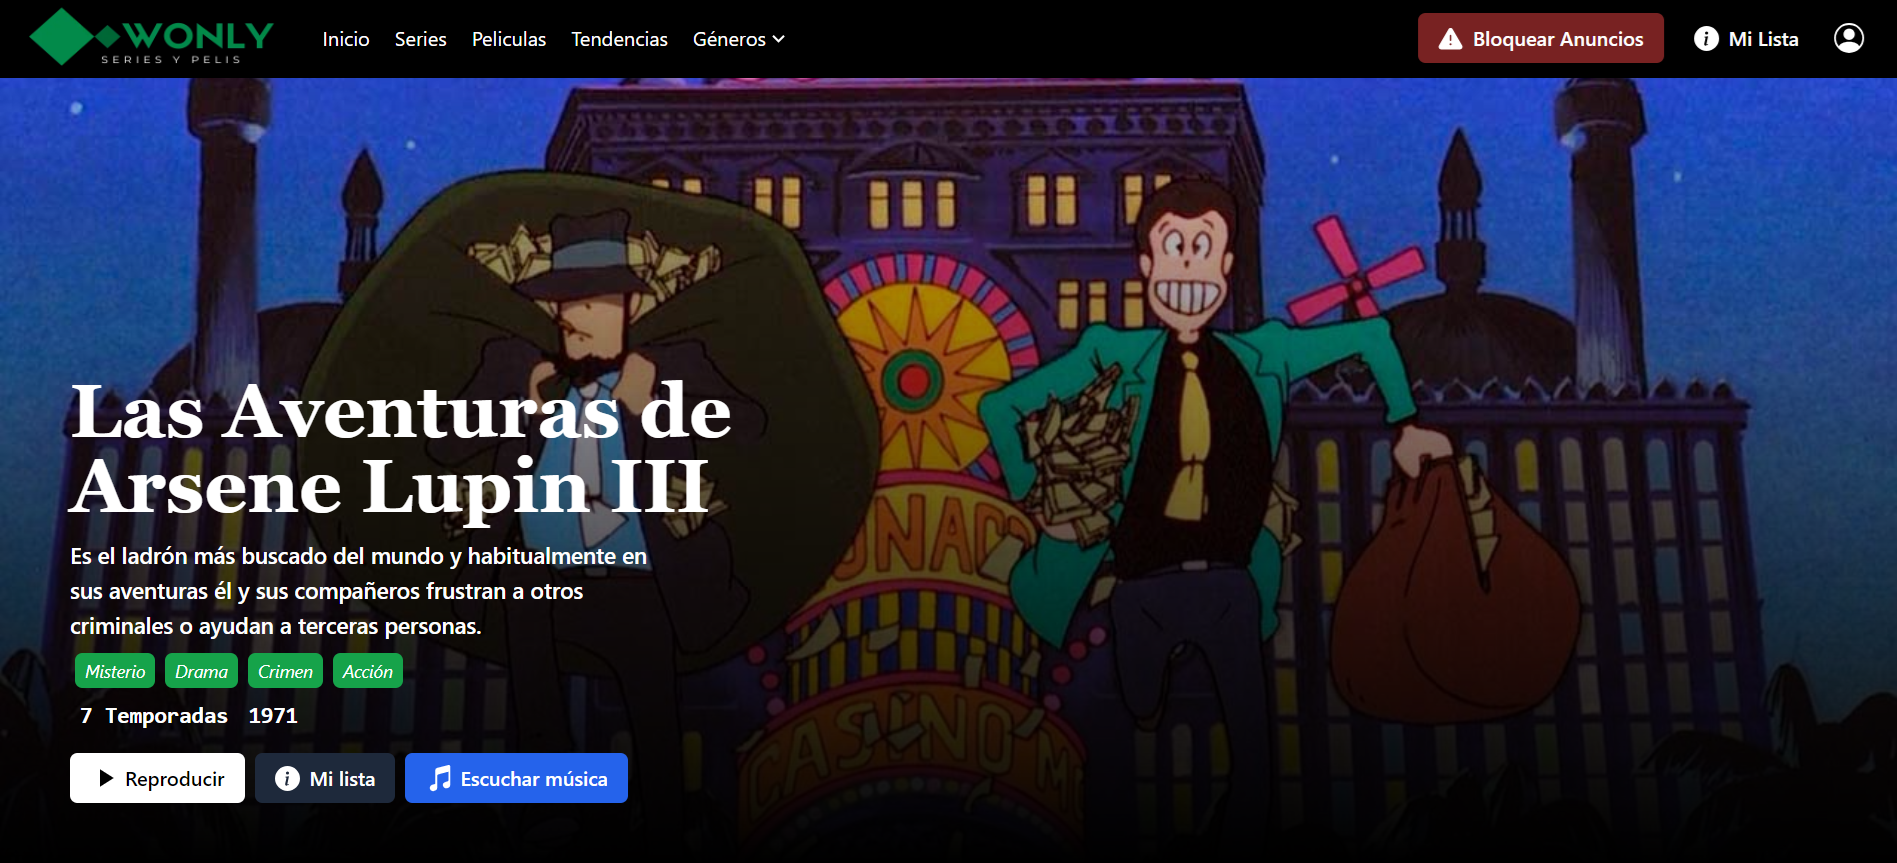 WONLY
SERIES Y PELIS
Inicio Series Peliculas Tendencias Géneros
Bloquear Anuncios Mi Lista
Las Aventuras de
Arsene Lupin III
Es el ladrón más buscado del mundo y habitualmente en
sus aventuras él y sus compañeros frustran a otros
criminales o ayudan a terceras personas.
Misterio Drama Crimen Acción
7 Temporadas 1971
Reproducir Mi lista Escuchar música
CASINO